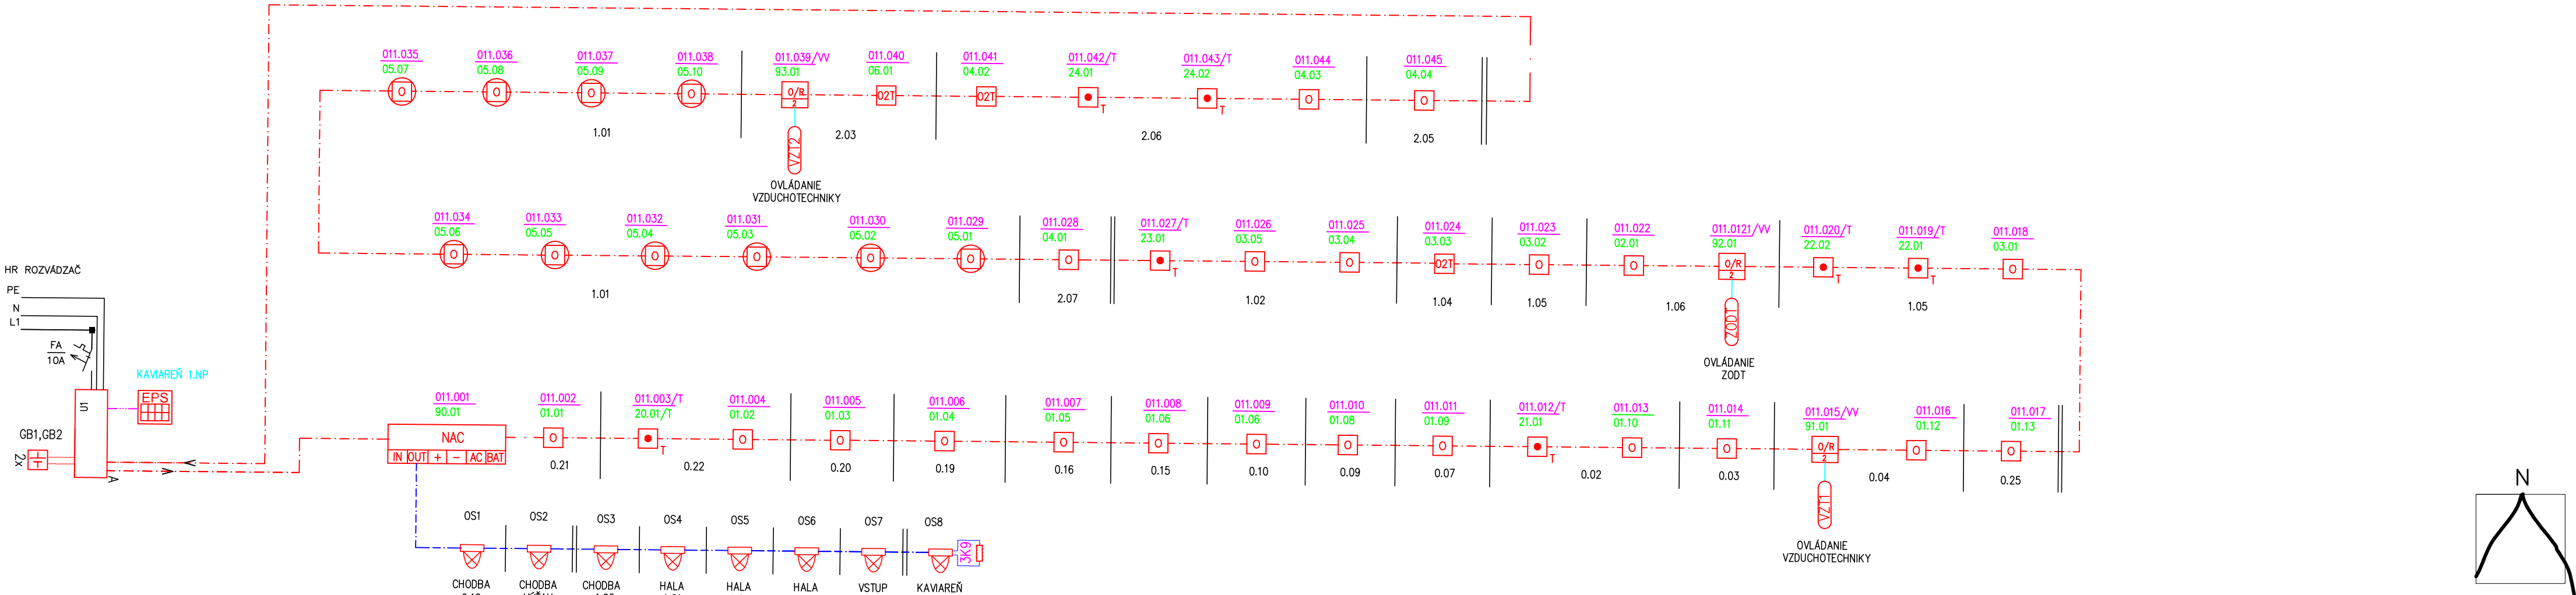 011.035 011.036 011.037 011.038 011.039/VV 011.040 011.041 011.042/T 011.043/T 011.044 011.045
05.07 05.08 05.09 05.10 93.01 06.01 04.02 24.01 24.02 04.03 04.04
O O O O O/R 2 O2T O2T T T O O
1.01 2.03 2.06 2.05
VZT2
OVLÁDANIE
VZDUCHOTECHNIKY
011.034 011.033 011.032 011.031 011.030 011.029 011.028 011.027/T 011.026 011.025 011.024 011.023 011.022 011.0121/VV 011.020/T 011.019/T 011.018
05.06 05.05 05.04 05.03 05.02 05.01 04.01 23.01 03.05 03.04 03.03 03.02 02.01 92.01 22.02 22.01 03.01
O O O O O O O T O O O2T O O O/R 2 T T O
1.01 2.07 1.02 1.04 1.05 1.06 1.05
ZODT
OVLÁDANIE
ZODT
HR ROZVÁDZAČ
PE
N
L1
FA
10A
KAVIAREŇ 1.NP
U1
EPS
GB1,GB2
2x
A
011.001 011.002 011.003/T 011.004 011.005 011.006 011.007 011.008 011.009 011.010 011.011 011.012/T 011.013 011.014 011.015/VV 011.016 011.017
90.01 01.01 20.01/T 01.02 01.03 01.04 01.05 01.06 01.06 01.08 01.09 21.01 01.10 01.11 91.01 01.12 01.13
NAC O T O O O O O O O O T O O O/R 2 O O
IN OUT + − AC BAT
0.21 0.22 0.20 0.19 0.16 0.15 0.10 0.09 0.07 0.02 0.03 0.04 0.25
VZT1
OVLÁDANIE
VZDUCHOTECHNIKY
OS1 OS2 OS3 OS4 OS5 OS6 OS7 OS8
3K9
CHODBA CHODBA CHODBA HALA HALA HALA VSTUP KAVIAREŇ
N